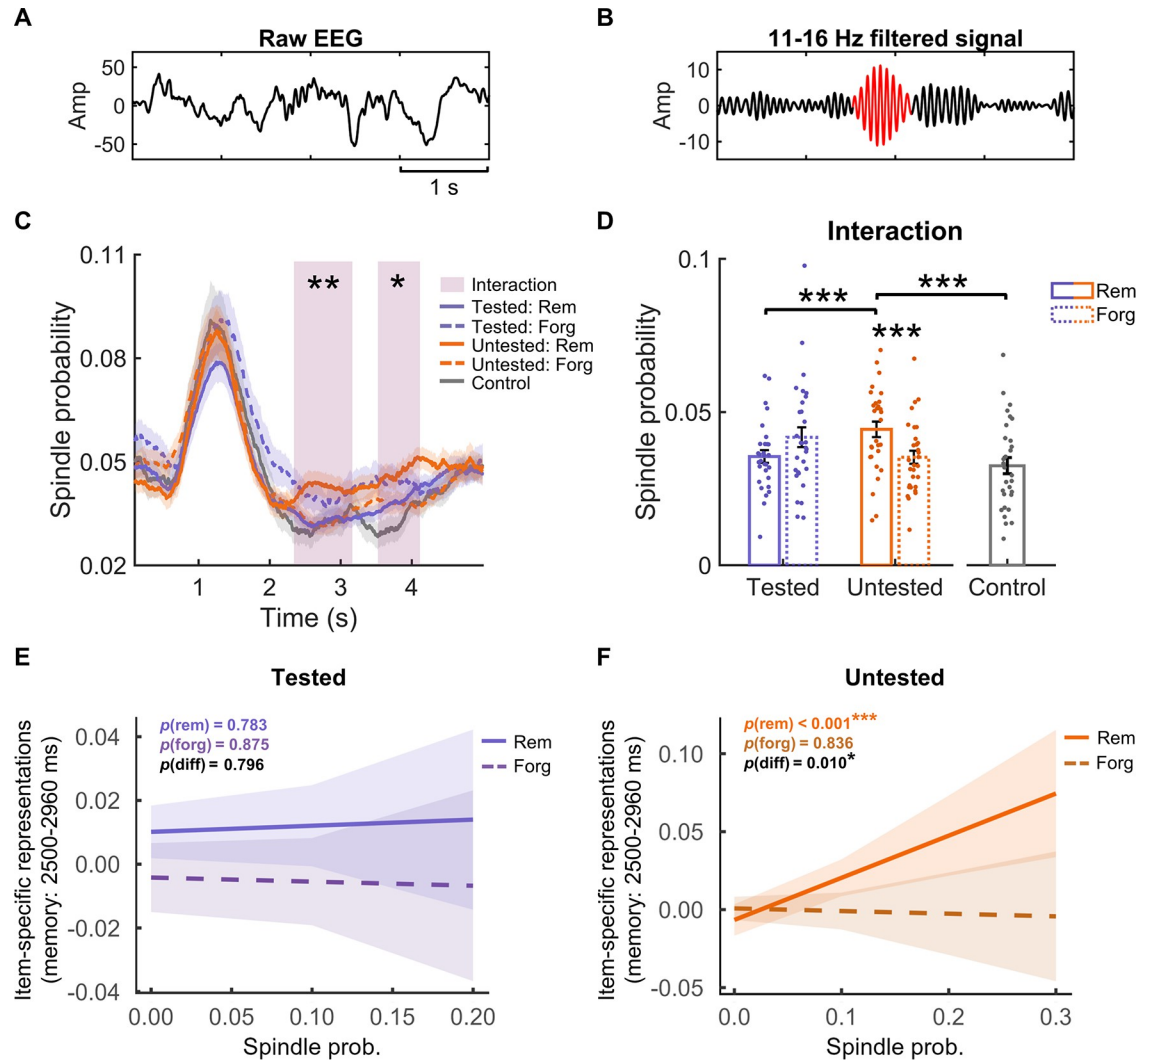 A
Raw EEG
Amp
50
0
-50
1 s
B
11-16 Hz filtered signal
Amp
10
0
-10
C
Spindle probability
0.11
0.08
0.05
0.02
** *
1 2 3 4
Time (s)
Interaction
Tested: Rem
Tested: Forg
Untested: Rem
Untested: Forg
Control
D
Interaction
Spindle probability
0.1
0.05
0
*** ***
***
Rem
Forg
Tested Untested Control
E
Tested
Item-specific representations
(memory: 2500-2960 ms)
p(rem) = 0.783
p(forg) = 0.875
p(diff) = 0.796
Rem
Forg
0.04
0.02
0.00
-0.02
-0.04
0.00 0.05 0.10 0.15 0.20
Spindle prob.
F
Untested
Item-specific representations
(memory: 2500-2960 ms)
p(rem) < 0.001***
p(forg) = 0.836
p(diff) = 0.010*
Rem
Forg
0.10
0.05
0.00
-0.05
0.0 0.1 0.2 0.3
Spindle prob.